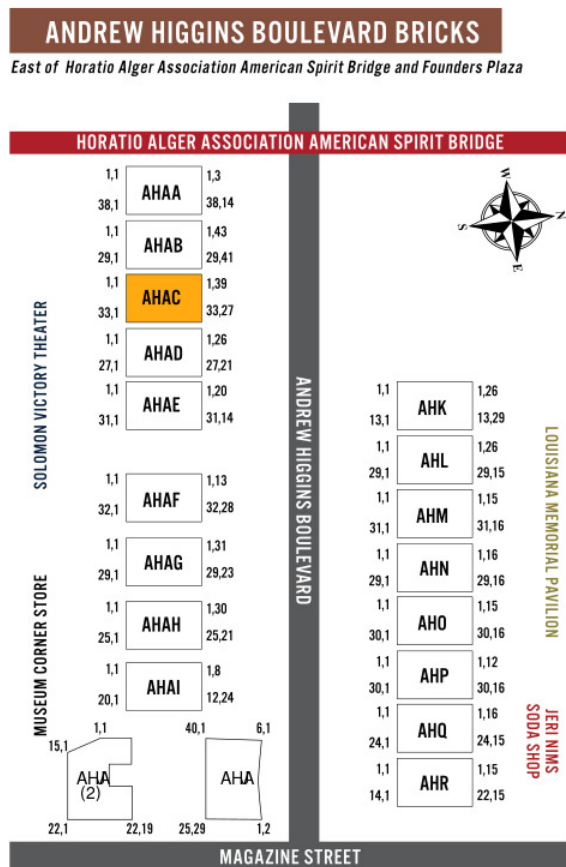 ANDREW HIGGINS BOULEVARD BRICKS
East of Horatio Alger Association American Spirit Bridge and Founders Plaza
HORATIO ALGER ASSOCIATION AMERICAN SPIRIT BRIDGE
W
N
S
E
1,1 1,3
AHAA
38,1 38,14
1,1 1,43
AHAB
29,1 29,41
1,1 1,39
AHAC
33,1 33,27
1,1 1,26
AHAD
27,1 27,21
1,1 1,20
AHAE
31,1 31,14
1,1 1,13
AHAF
32,1 32,28
1,1 1,31
AHAG
29,1 29,23
1,1 1,30
AHAH
25,1 25,21
1,1 1,8
AHAI
20,1 12,24
SOLOMON VICTORY THEATER
MUSEUM CORNER STORE
1,1
15,1
AHA
(2)
22,1 22,19
40,1 6,1
AHA
25,29 1,2
ANDREW HIGGINS BOULEVARD
1,1 1,26
AHK
13,1 13,29
1,1 1,26
AHL
29,1 29,15
1,1 1,15
AHM
31,1 31,16
1,1 1,16
AHN
29,1 29,16
1,1 1,15
AHO
30,1 30,16
1,1 1,12
AHP
30,1 30,16
1,1 1,16
AHQ
24,1 24,15
1,1 1,15
AHR
14,1 22,15
LOUISIANA MEMORIAL PAVILION
JERI NIMS
SODA SHOP
MAGAZINE STREET